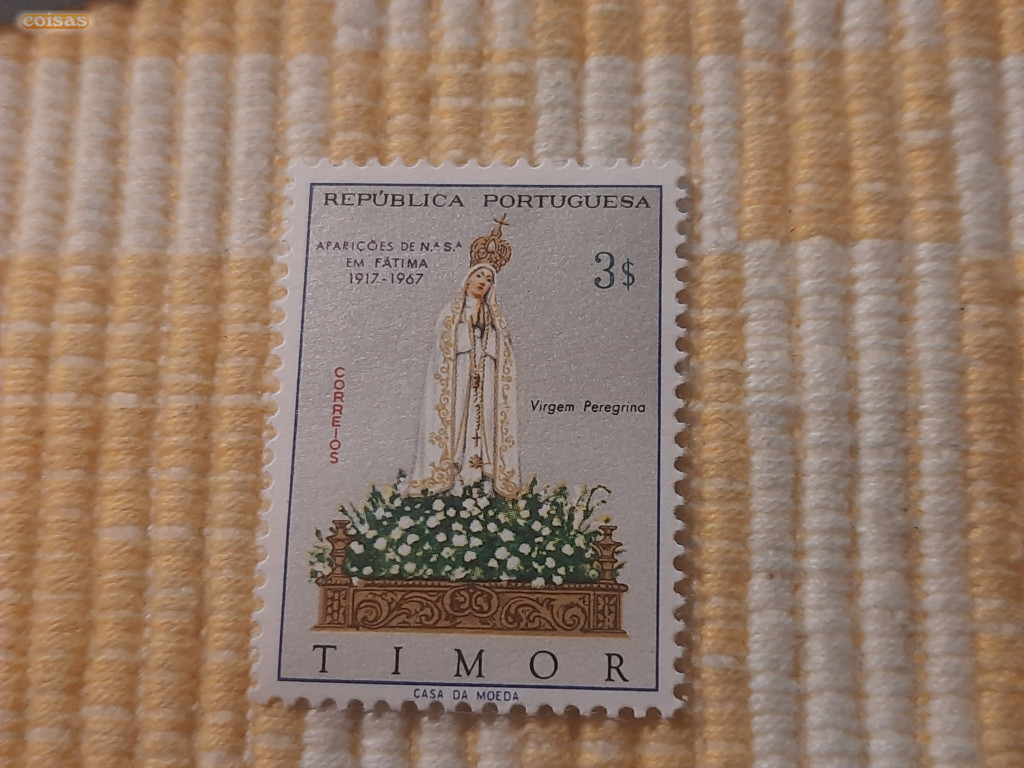 coisas
REPÚBLICA PORTUGUESA
APARIÇÕES DE N.ª S.ª
EM FÁTIMA
1917-1967
3$
CORREIOS
Virgem Peregrina
TIMOR
CASA DA MOEDA